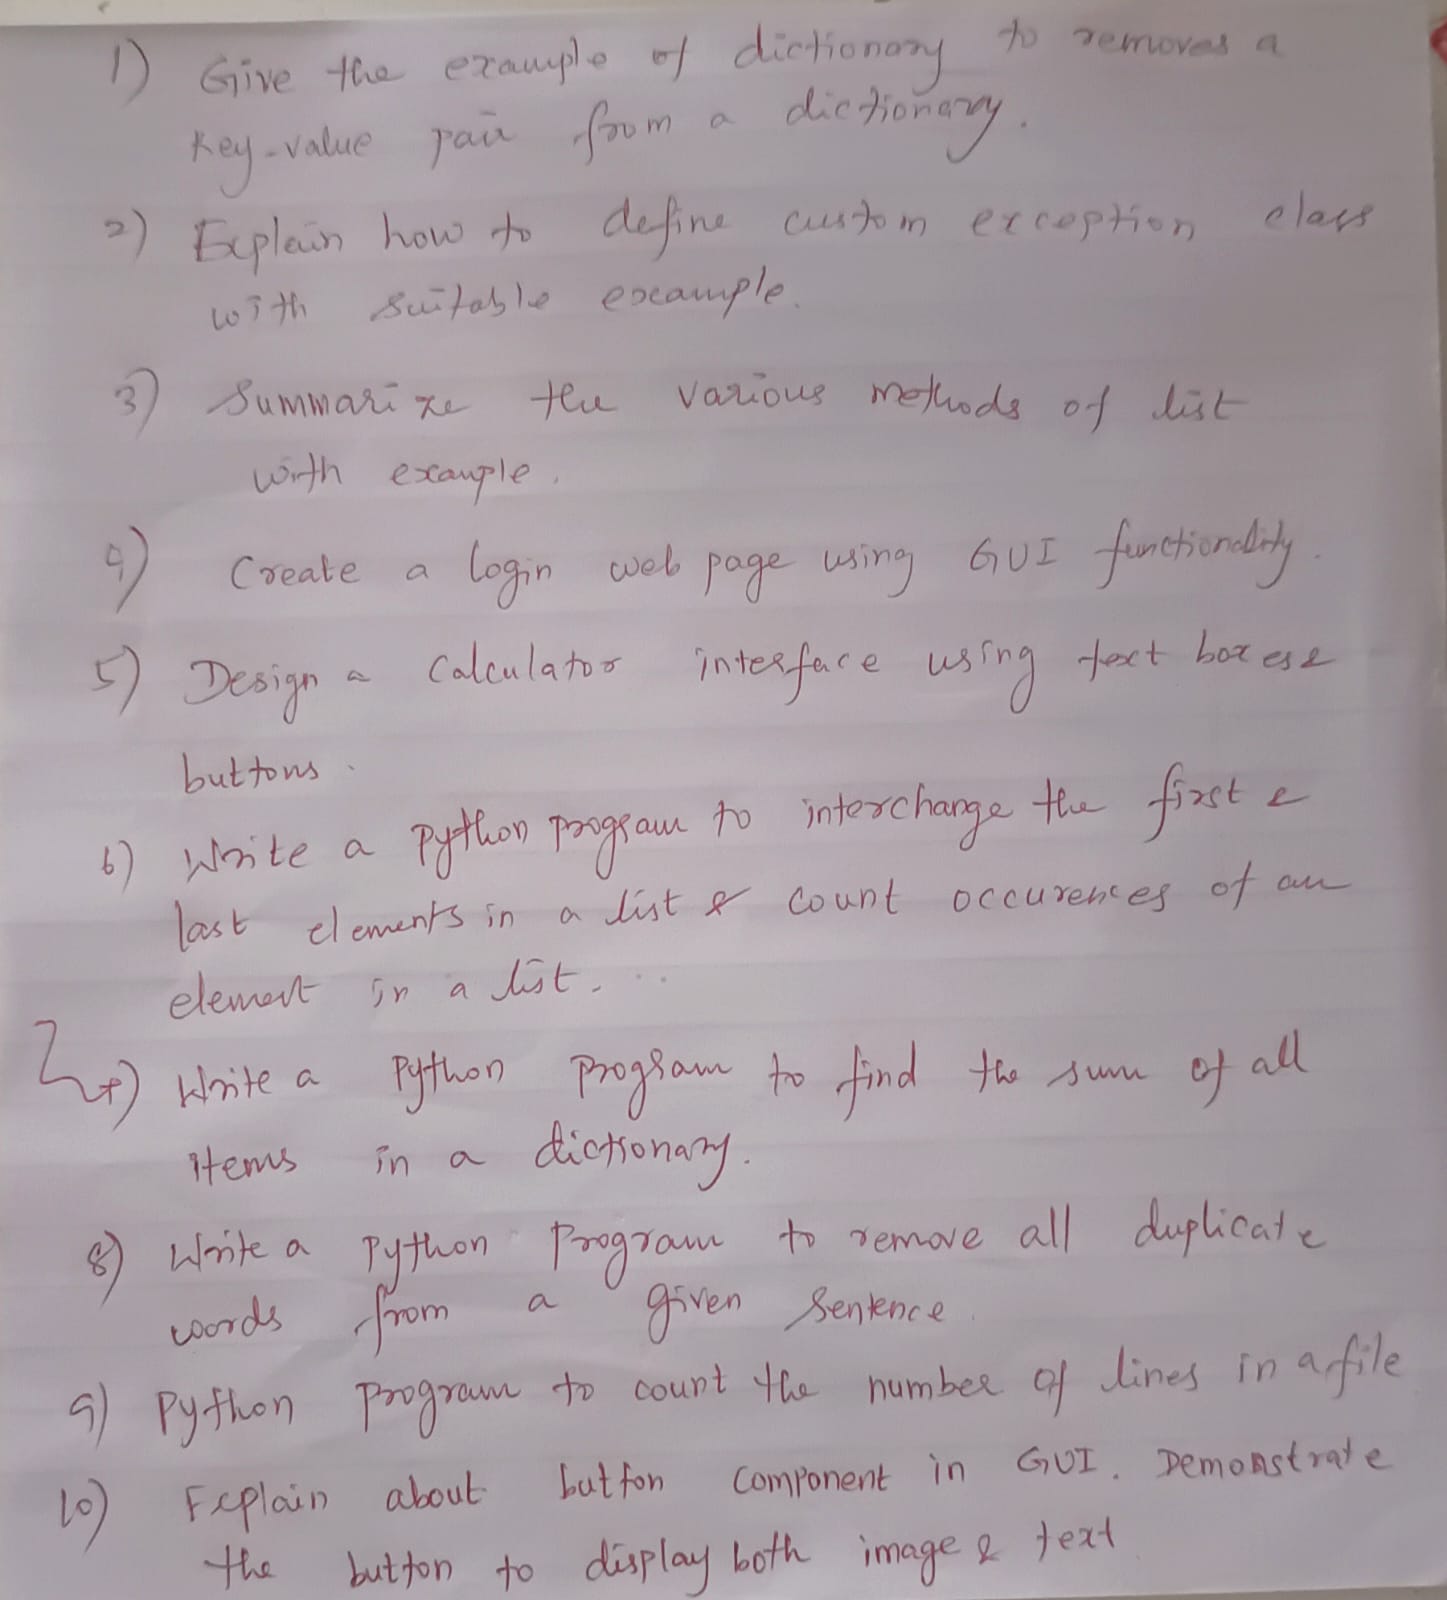 1) Give the example of dictionary to removes a
key-value pair from a dictionary.
2) Explain how to define custom exception class
with suitable example.
3) Summarize the various methods of list
with example.
4) Create a login web page using GUI functionality.
5) Design a Calculator interface using text boxes &
buttons.
6) Write a Python program to interchange the first &
last elements in a list & count occurences of an
element in a list.
7) Write a Python program to find the sum of all
items in a dictionary.
8) Write a Python Program to remove all duplicate
words from a given Sentence.
9) Python Program to count the number of lines in a file
10) Explain about button Component in GUI. Demonstrate
the button to display both image & text